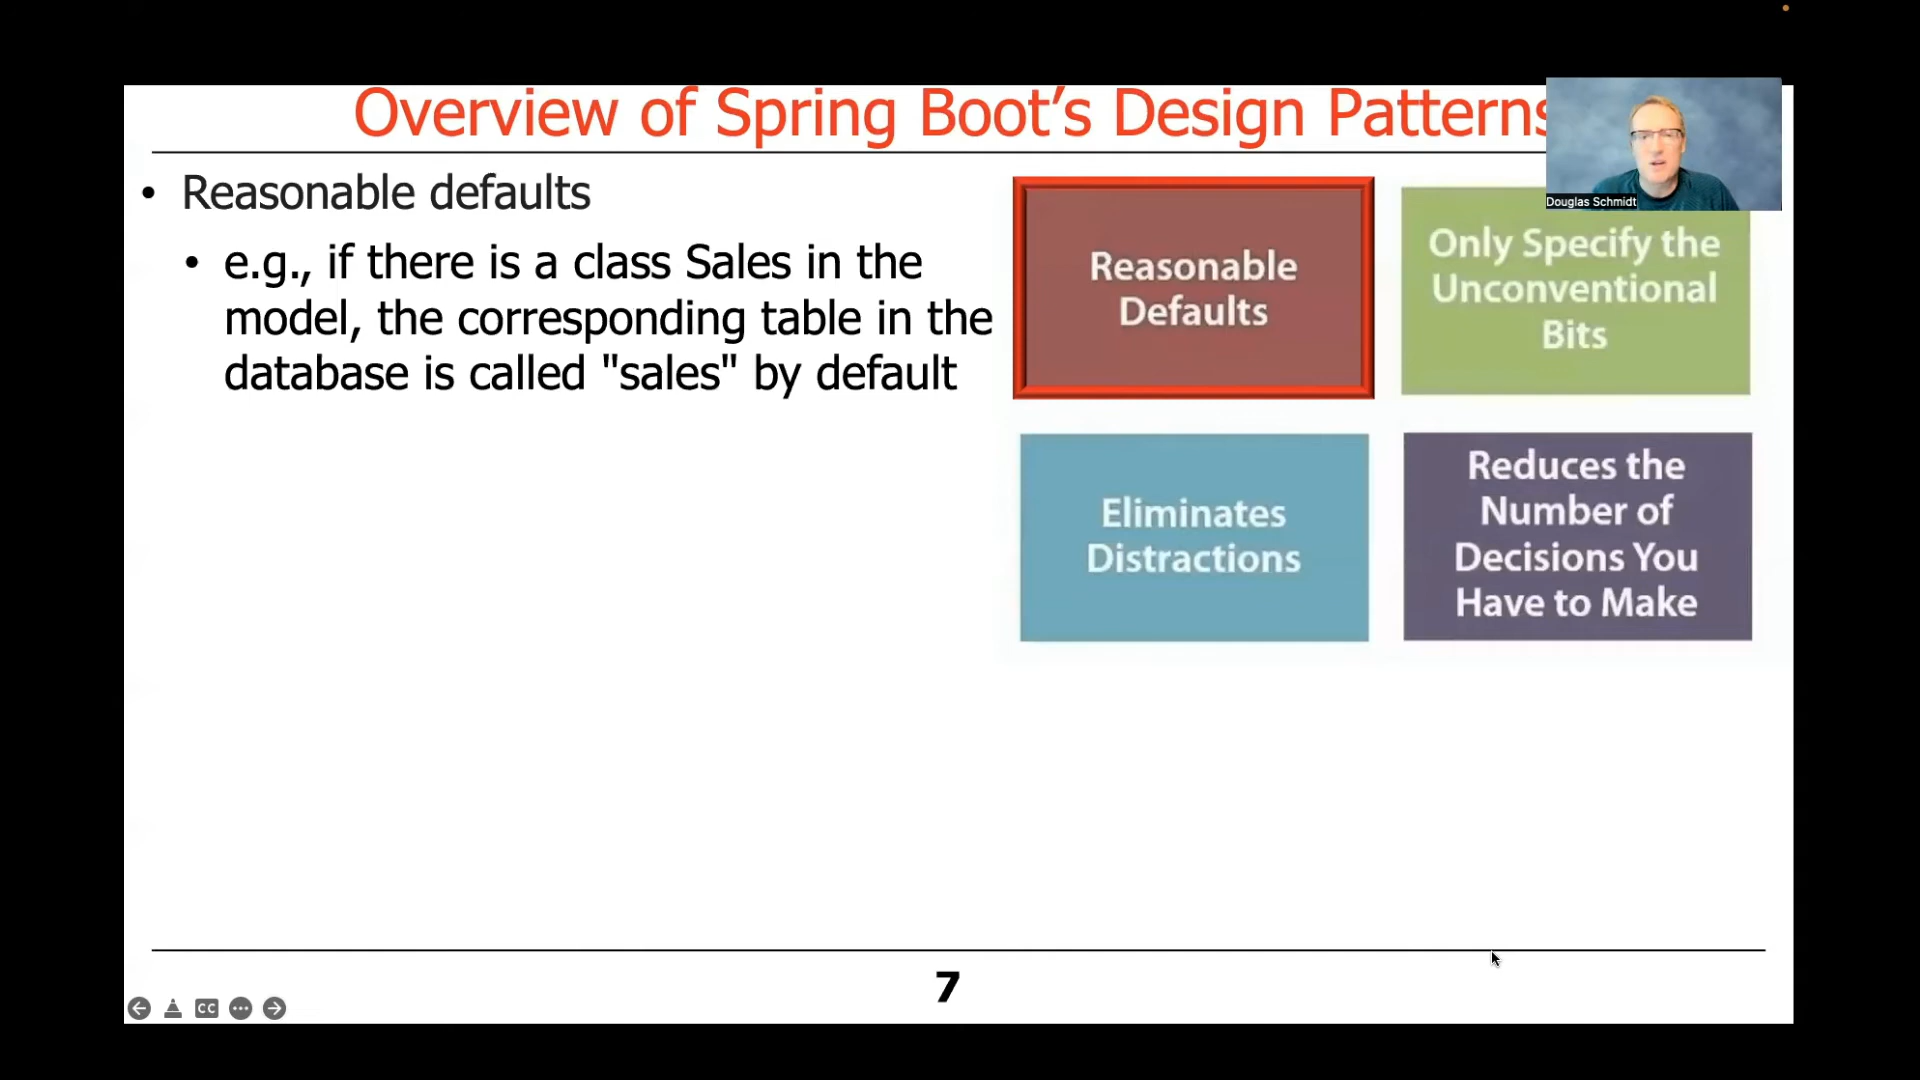 Overview of Spring Boot's Design Patterns
Douglas Schmidt
• Reasonable defaults
• e.g., if there is a class Sales in the
model, the corresponding table in the
database is called "sales" by default
Reasonable
Defaults
Only Specify the
Unconventional
Bits
Eliminates
Distractions
Reduces the
Number of
Decisions You
Have to Make
7
CC